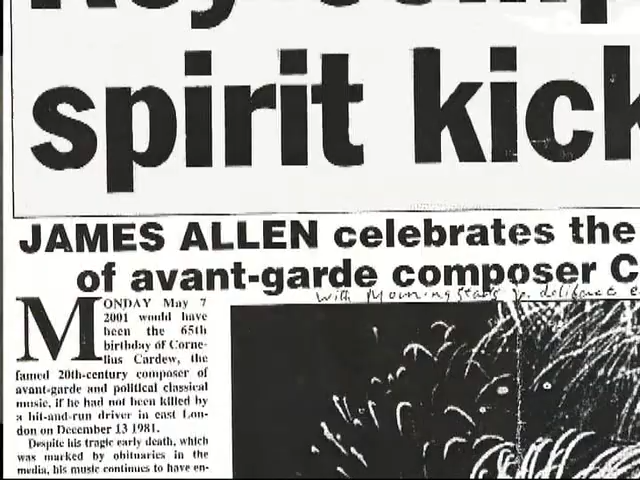 spirit kick
JAMES ALLEN celebrates the
of avant-garde composer C
with Morning Star's
MONDAY May 7
2001 would have
been the 65th
birthday of Corne-
lius Cardew, the
famed 20th-century composer of
avant-garde and political classical
music, if he had not been killed by
a hit-and-run driver in east Lon-
don on December 13 1981.
Despite his tragic early death, which
was marked by obituaries in the
media, his music continues to have en-